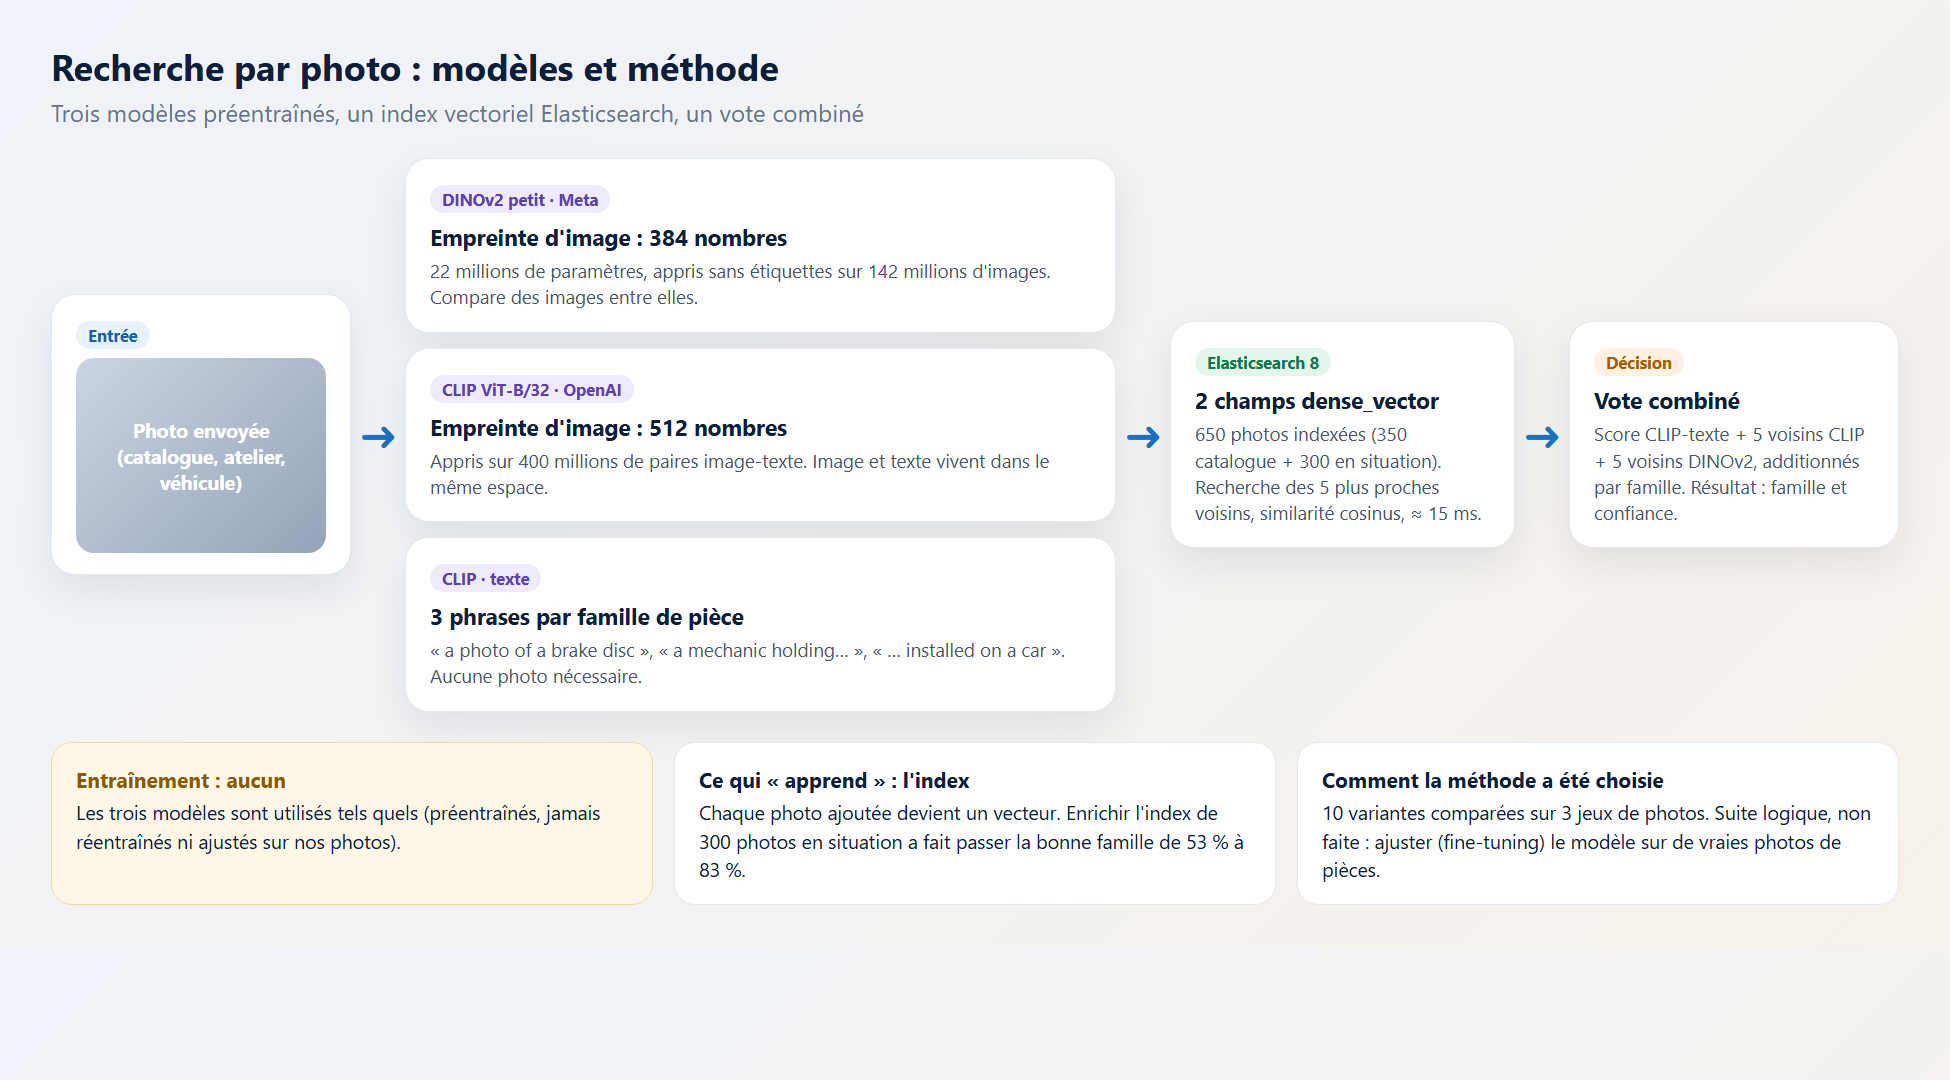 Recherche par photo : modèles et méthode
Trois modèles préentraînés, un index vectoriel Elasticsearch, un vote combiné
Entrée
Photo envoyée
(catalogue, atelier,
véhicule)
DINOv2 petit · Meta
Empreinte d'image : 384 nombres
22 millions de paramètres, appris sans étiquettes sur 142 millions d'images.
Compare des images entre elles.
CLIP ViT-B/32 · OpenAI
Empreinte d'image : 512 nombres
Appris sur 400 millions de paires image-texte. Image et texte vivent dans le
même espace.
CLIP · texte
3 phrases par famille de pièce
« a photo of a brake disc », « a mechanic holding... », « ... installed on a car ».
Aucune photo nécessaire.
Elasticsearch 8
2 champs dense_vector
650 photos indexées (350
catalogue + 300 en situation).
Recherche des 5 plus proches
voisins, similarité cosinus, ≈ 15 ms.
Décision
Vote combiné
Score CLIP-texte + 5 voisins CLIP
+ 5 voisins DINOv2, additionnés
par famille. Résultat : famille et
confiance.
Entraînement : aucun
Les trois modèles sont utilisés tels quels (préentraînés, jamais
réentraînés ni ajustés sur nos photos).
Ce qui « apprend » : l'index
Chaque photo ajoutée devient un vecteur. Enrichir l'index de
300 photos en situation a fait passer la bonne famille de 53 % à
83 %.
Comment la méthode a été choisie
10 variantes comparées sur 3 jeux de photos. Suite logique, non
faite : ajuster (fine-tuning) le modèle sur de vraies photos de
pièces.